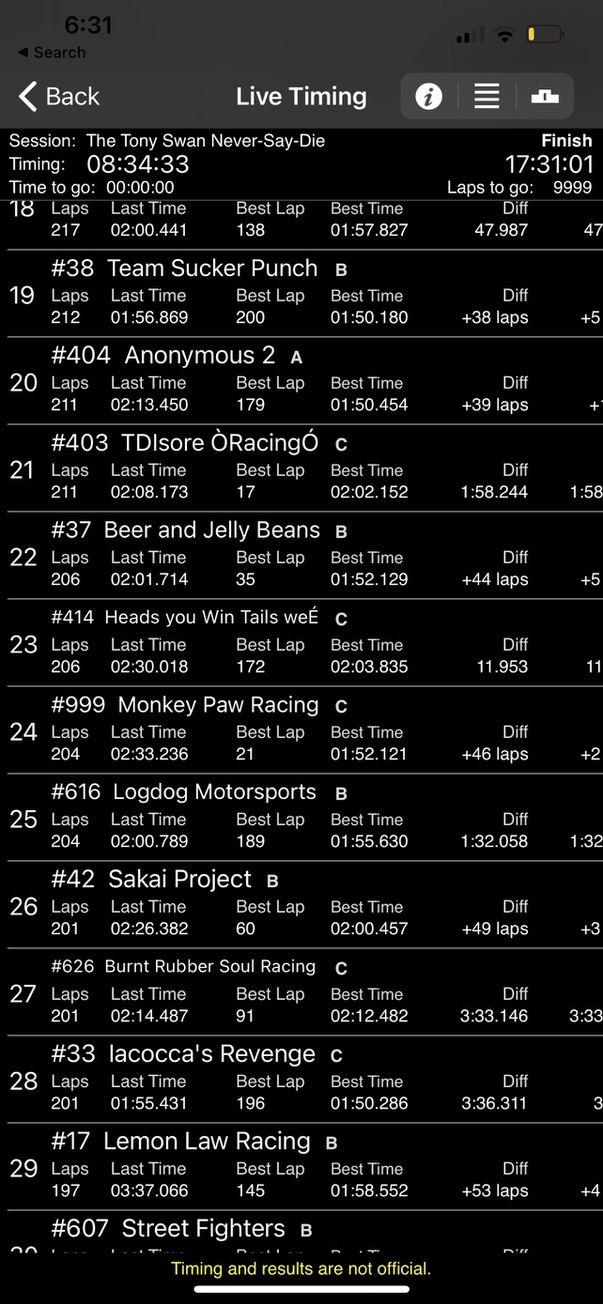 6:31
◀ Search
Back Live Timing
Session: The Tony Swan Never-Say-Die Finish
Timing: 08:34:33 17:31:01
Time to go: 00:00:00 Laps to go: 9999
18 Laps Last Time Best Lap Best Time Diff
217 02:00.441 138 01:57.827 47.987 47
#38 Team Sucker Punch B
19 Laps Last Time Best Lap Best Time Diff
212 01:56.869 200 01:50.180 +38 laps +5
#404 Anonymous 2 A
20 Laps Last Time Best Lap Best Time Diff
211 02:13.450 179 01:50.454 +39 laps +
#403 TDIsore ÒRacingÓ C
21 Laps Last Time Best Lap Best Time Diff
211 02:08.173 17 02:02.152 1:58.244 1:58
#37 Beer and Jelly Beans B
22 Laps Last Time Best Lap Best Time Diff
206 02:01.714 35 01:52.129 +44 laps +5
#414 Heads you Win Tails weÉ C
23 Laps Last Time Best Lap Best Time Diff
206 02:30.018 172 02:03.835 11.953 11
#999 Monkey Paw Racing C
24 Laps Last Time Best Lap Best Time Diff
204 02:33.236 21 01:52.121 +46 laps +2
#616 Logdog Motorsports B
25 Laps Last Time Best Lap Best Time Diff
204 02:00.789 189 01:55.630 1:32.058 1:32
#42 Sakai Project B
26 Laps Last Time Best Lap Best Time Diff
201 02:26.382 60 02:00.457 +49 laps +3
#626 Burnt Rubber Soul Racing C
27 Laps Last Time Best Lap Best Time Diff
201 02:14.487 91 02:12.482 3:33.146 3:33
#33 Iacocca's Revenge C
28 Laps Last Time Best Lap Best Time Diff
201 01:55.431 196 01:50.286 3:36.311 3
#17 Lemon Law Racing B
29 Laps Last Time Best Lap Best Time Diff
197 03:37.066 145 01:58.552 +53 laps +4
#607 Street Fighters B
30 Laps Last Time Best Lap Best Time Diff
Timing and results are not official.